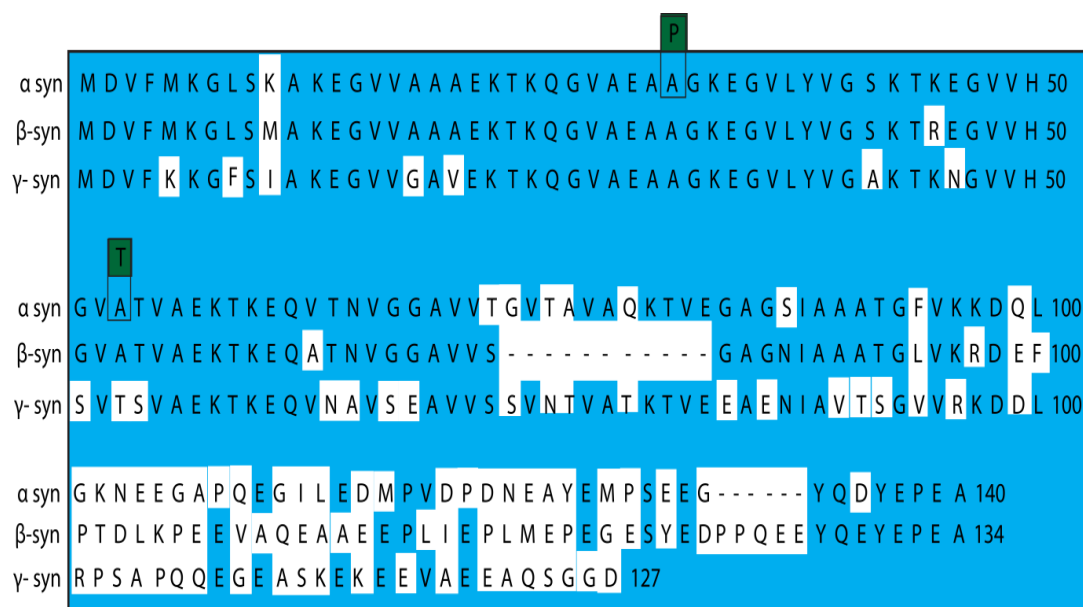 P
α syn M D V F M K G L S K A K E G V V A A A E K T K Q G V A E A A G K E G V L Y V G S K T K E G V V H 50
β-syn M D V F M K G L S M A K E G V V A A A E K T K Q G V A E A A G K E G V L Y V G S K T R E G V V H 50
γ- syn M D V F K K G F S I A K E G V V G A V E K T K Q G V A E A A G K E G V L Y V G A K T K N G V V H 50
T
α syn G V A T V A E K T K E Q V T N V G G A V V T G V T A V A Q K T V E G A G S I A A A T G F V K K D Q L 100
β-syn G V A T V A E K T K E Q A T N V G G A V V S - - - - - - - - - - - G A G N I A A A T G L V K R D E F 100
γ- syn S V T S V A E K T K E Q V N A V S E A V V S S V N T V A T K T V E E A E N I A V T S G V V R K D D L 100
α syn G K N E E G A P Q E G I L E D M P V D P D N E A Y E M P S E E G - - - - - - Y Q D Y E P E A 140
β-syn P T D L K P E E V A Q E A A E E P L I E P L M E P E G E S Y E D P P Q E E Y Q E Y E P E A 134
γ- syn R P S A P Q Q E G E A S K E K E E V A E E A Q S G G D 127